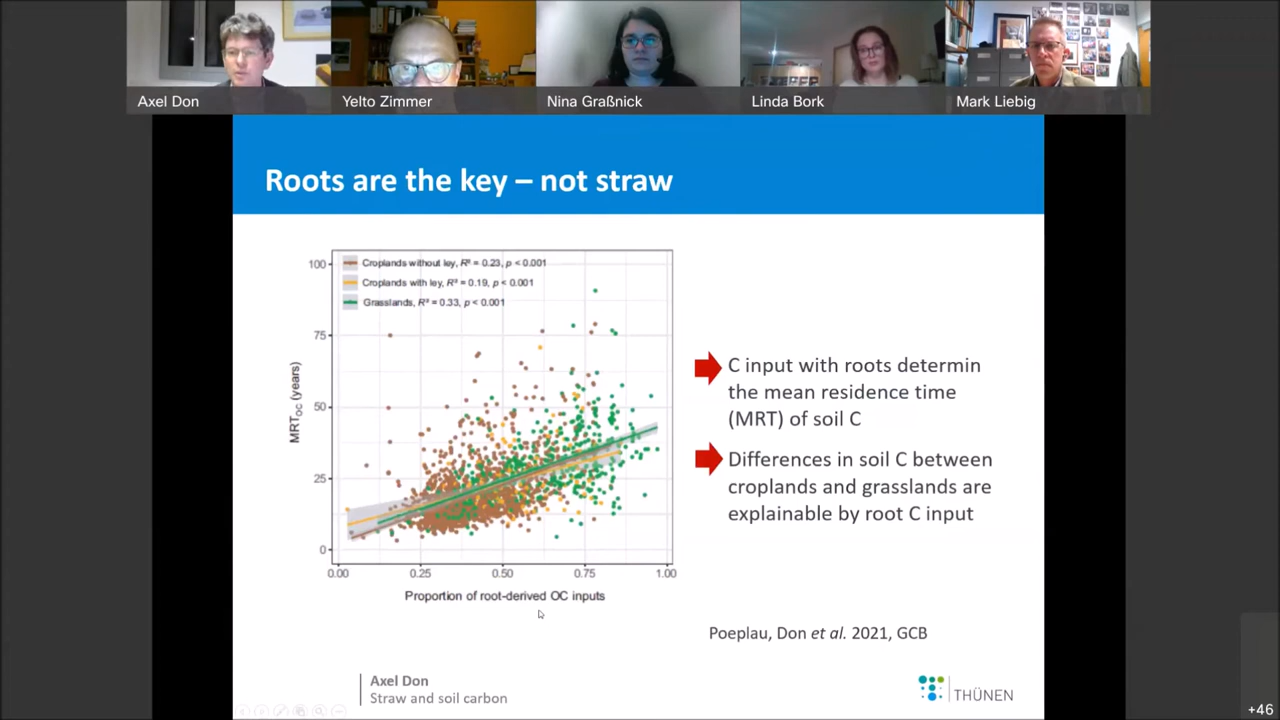 Axel Don
Yelto Zimmer
Nina Graßnick
Linda Bork
Mark Liebig
Roots are the key – not straw
Croplands without ley, R² = 0.23, p < 0.001
Croplands with ley, R² = 0.19, p < 0.001
Grasslands, R² = 0.33, p < 0.001
100
75
50
25
0
MRTOC (years)
0.00 0.25 0.50 0.75 1.00
Proportion of root-derived OC inputs
C input with roots determin
the mean residence time
(MRT) of soil C
Differences in soil C between
croplands and grasslands are
explainable by root C input
Poeplau, Don et al. 2021, GCB
Axel Don
Straw and soil carbon
THÜNEN
+46